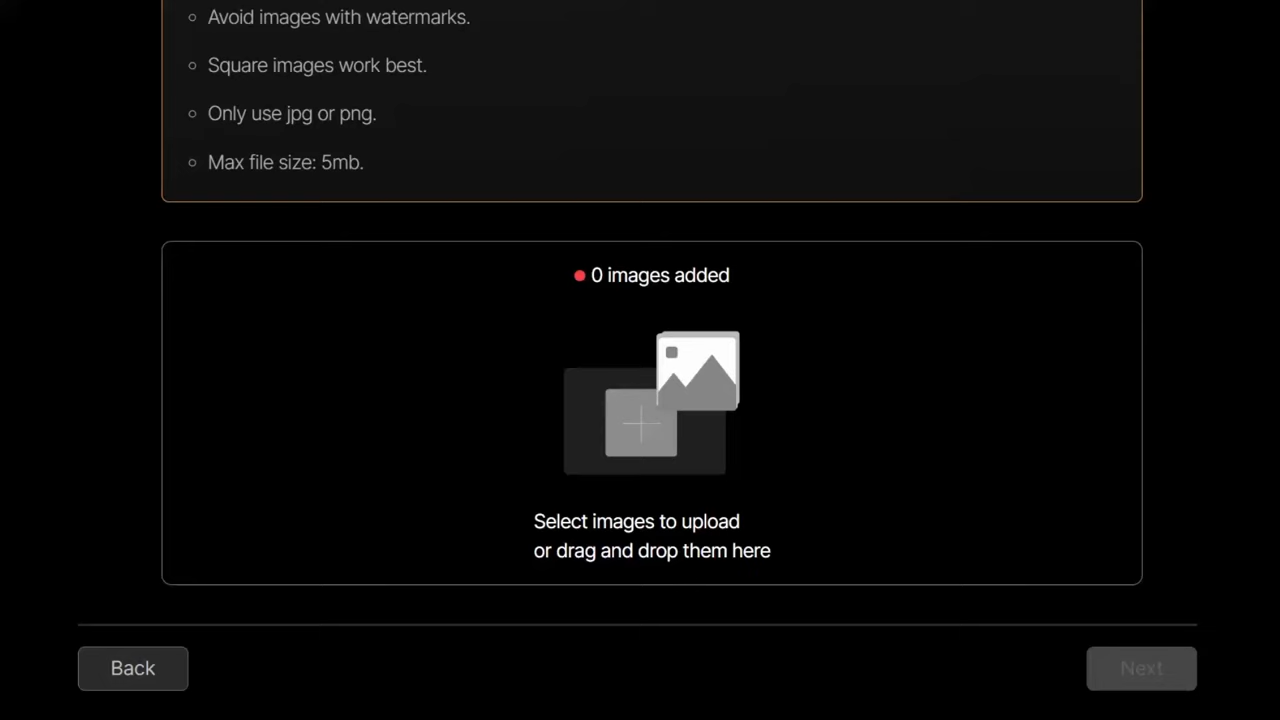 Avoid images with watermarks.
Square images work best.
Only use jpg or png.
Max file size: 5mb.
0 images added
Select images to upload
or drag and drop them here
Back
Next